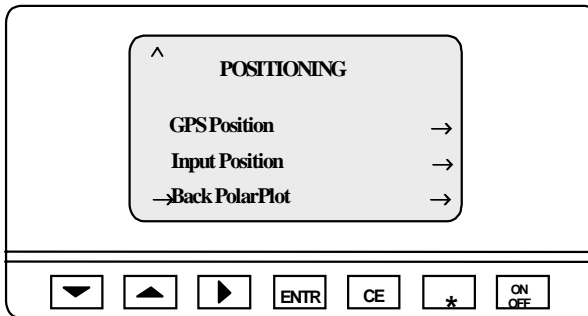 ^
POSITIONING
GPS Position →
Input Position →
→Back PolarPlot →
ENTR CE * ON
OFF